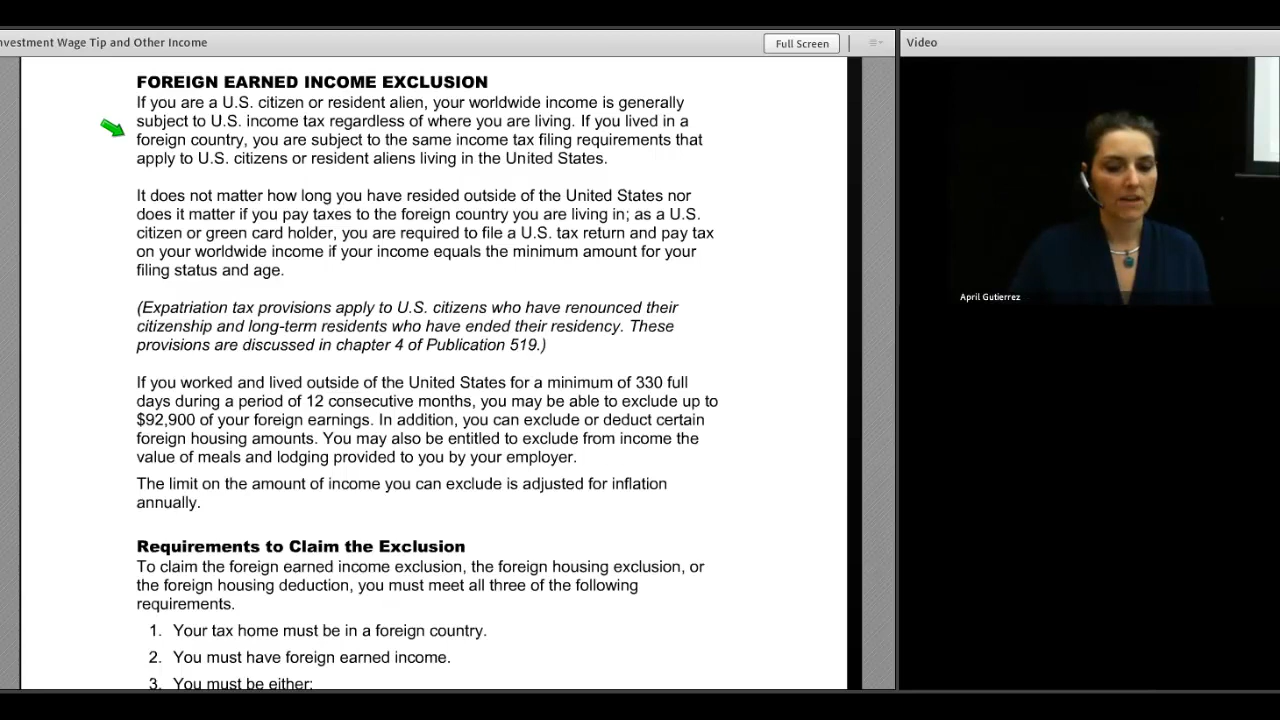 nvestment Wage Tip and Other Income
Full Screen
Video
FOREIGN EARNED INCOME EXCLUSION
If you are a U.S. citizen or resident alien, your worldwide income is generally
subject to U.S. income tax regardless of where you are living. If you lived in a
foreign country, you are subject to the same income tax filing requirements that
apply to U.S. citizens or resident aliens living in the United States.
It does not matter how long you have resided outside of the United States nor
does it matter if you pay taxes to the foreign country you are living in; as a U.S.
citizen or green card holder, you are required to file a U.S. tax return and pay tax
on your worldwide income if your income equals the minimum amount for your
filing status and age.
(Expatriation tax provisions apply to U.S. citizens who have renounced their
citizenship and long-term residents who have ended their residency. These
provisions are discussed in chapter 4 of Publication 519.)
If you worked and lived outside of the United States for a minimum of 330 full
days during a period of 12 consecutive months, you may be able to exclude up to
$92,900 of your foreign earnings. In addition, you can exclude or deduct certain
foreign housing amounts. You may also be entitled to exclude from income the
value of meals and lodging provided to you by your employer.
The limit on the amount of income you can exclude is adjusted for inflation
annually.
Requirements to Claim the Exclusion
To claim the foreign earned income exclusion, the foreign housing exclusion, or
the foreign housing deduction, you must meet all three of the following
requirements.
1. Your tax home must be in a foreign country.
2. You must have foreign earned income.
3. You must be either:
April Gutierrez